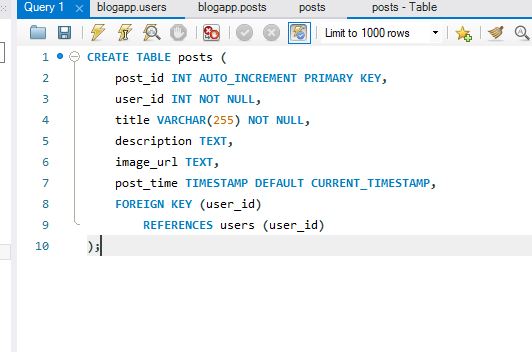 Query 1 blogapp.users blogapp.posts posts posts - Table
Limit to 1000 rows
1 CREATE TABLE posts (
2 post_id INT AUTO_INCREMENT PRIMARY KEY,
3 user_id INT NOT NULL,
4 title VARCHAR(255) NOT NULL,
5 description TEXT,
6 image_url TEXT,
7 post_time TIMESTAMP DEFAULT CURRENT_TIMESTAMP,
8 FOREIGN KEY (user_id)
9 REFERENCES users (user_id)
10 );